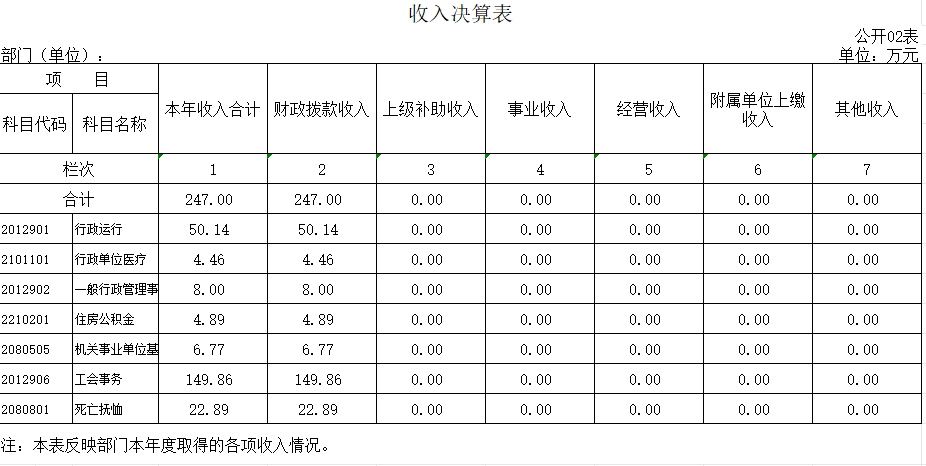 收入决算表
公开02表
部门（单位）： 单位：万元
项 目 本年收入合计 财政拨款收入 上级补助收入 事业收入 经营收入 附属单位上缴收入 其他收入
科目代码 科目名称
栏次 1 2 3 4 5 6 7
合计 247.00 247.00 0.00 0.00 0.00 0.00 0.00
2012901 行政运行 50.14 50.14 0.00 0.00 0.00 0.00 0.00
2101101 行政单位医疗 4.46 4.46 0.00 0.00 0.00 0.00 0.00
2012902 一般行政管理事 8.00 8.00 0.00 0.00 0.00 0.00 0.00
2210201 住房公积金 4.89 4.89 0.00 0.00 0.00 0.00 0.00
2080505 机关事业单位基 6.77 6.77 0.00 0.00 0.00 0.00 0.00
2012906 工会事务 149.86 149.86 0.00 0.00 0.00 0.00 0.00
2080801 死亡抚恤 22.89 22.89 0.00 0.00 0.00 0.00 0.00
注：本表反映部门本年度取得的各项收入情况。